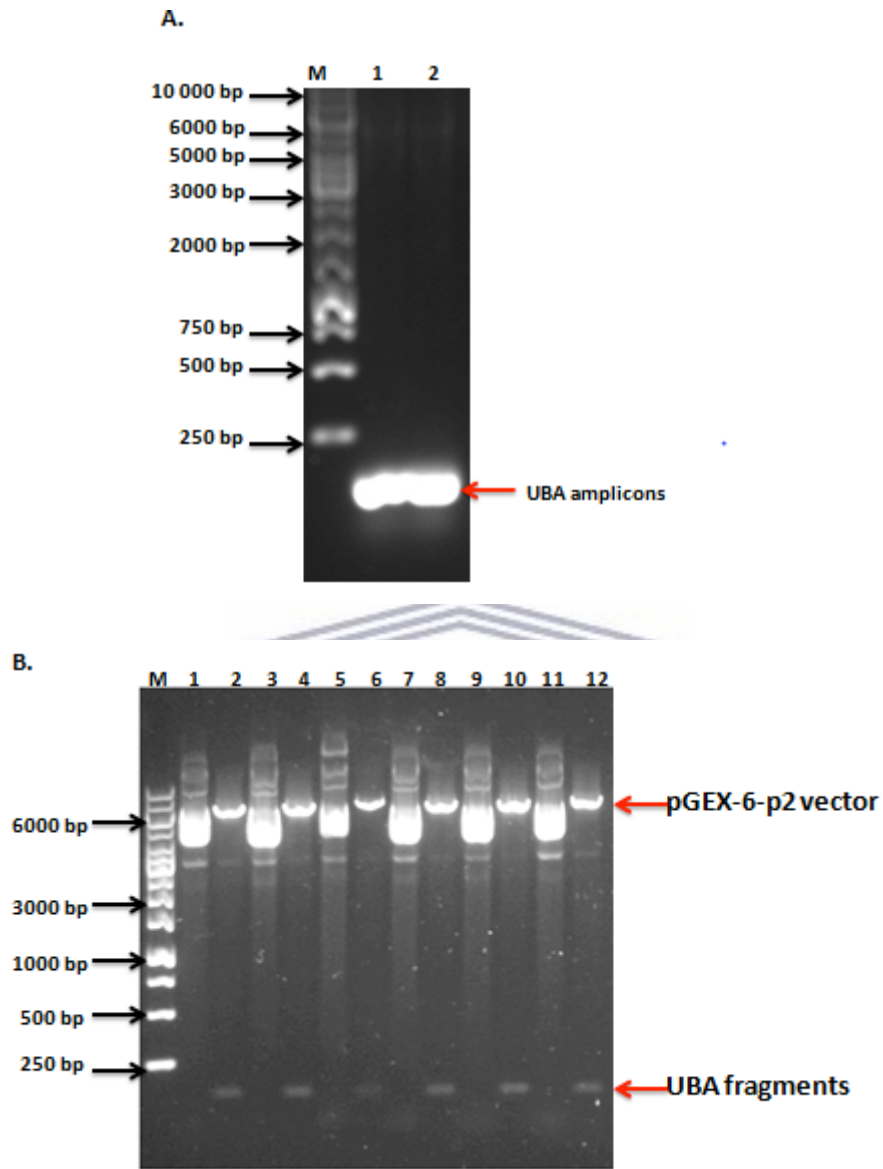 A.
M 1 2
10 000 bp
6000 bp
5000 bp
3000 bp
2000 bp
750 bp
500 bp
250 bp
UBA amplicons
B.
M 1 2 3 4 5 6 7 8 9 10 11 12
pGEX-6-p2 vector
6000 bp
3000 bp
1000 bp
500 bp
250 bp
UBA fragments